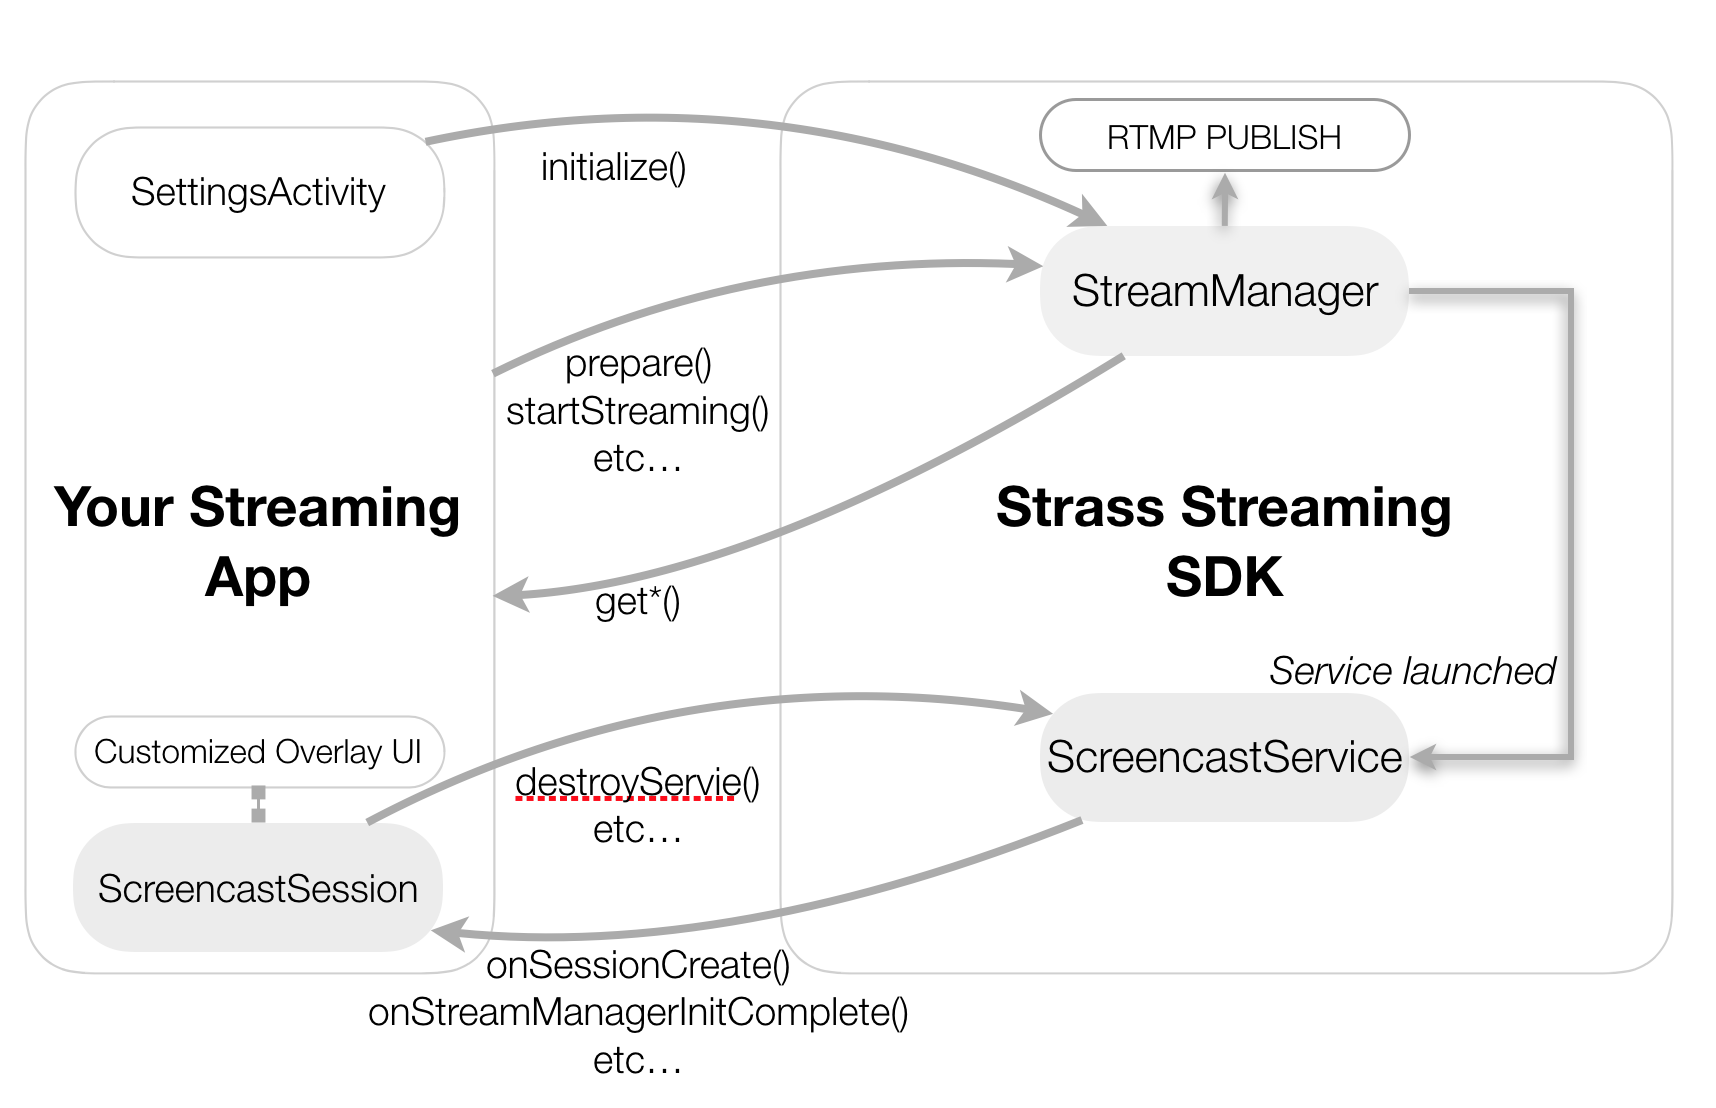 RTMP PUBLISH
initialize()
SettingsActivity
StreamManager
prepare()
startStreaming()
etc…
Your Streaming
App
Strass Streaming
SDK
get*()
Service launched
Customized Overlay UI
destroyServie()
etc…
ScreencastService
ScreencastSession
onSessionCreate()
onStreamManagerInitComplete()
etc…